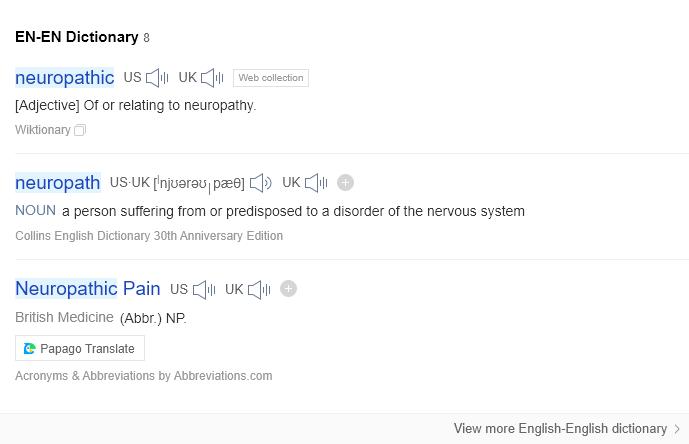 EN-EN Dictionary 8
neuropathic US UK Web collection
[Adjective] Of or relating to neuropathy.
Wiktionary
neuropath US·UK [ˈnjʊərəʊˌpæθ] UK
NOUN a person suffering from or predisposed to a disorder of the nervous system
Collins English Dictionary 30th Anniversary Edition
Neuropathic Pain US UK
British Medicine (Abbr.) NP.
Papago Translate
Acronyms & Abbreviations by Abbreviations.com
View more English-English dictionary